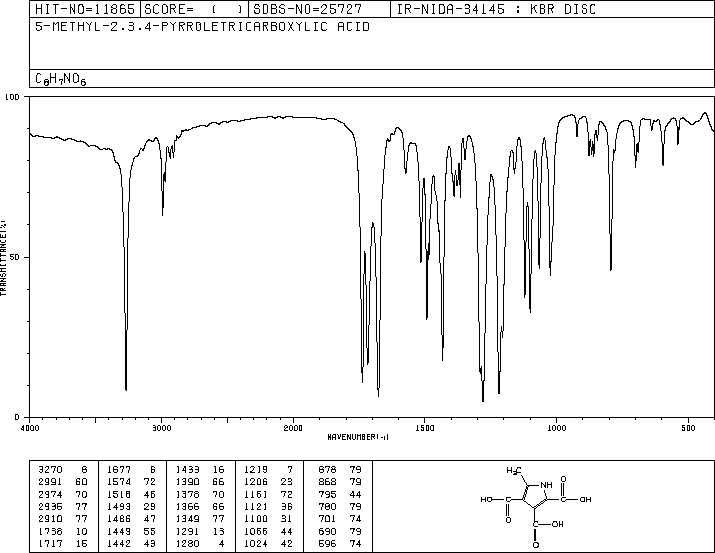 HIT-NO=11865 SCORE= ( ) SDBS-NO=25727 IR-NIDA-34145 : KBR DISC
5-METHYL-2.3.4-PYRROLETRICARBOXYLIC ACID
C8H7NO6
100
50
0
TRANSMITTANCE(%)
4000 3000 2000 1500 1000 500
WAVENUMBER(-1)
3270 8 1677 6 1433 16 1219 7 878 79
2991 60 1574 72 1390 66 1206 23 868 79
2974 70 1518 46 1378 70 1161 72 795 44
2935 77 1493 29 1366 66 1121 36 780 79
2910 77 1486 47 1349 77 1100 31 701 74
1738 10 1449 55 1291 13 1066 44 690 79
1717 16 1442 49 1280 4 1024 42 596 74
H3C NH O
HO-C C-OH
O C-OH
O